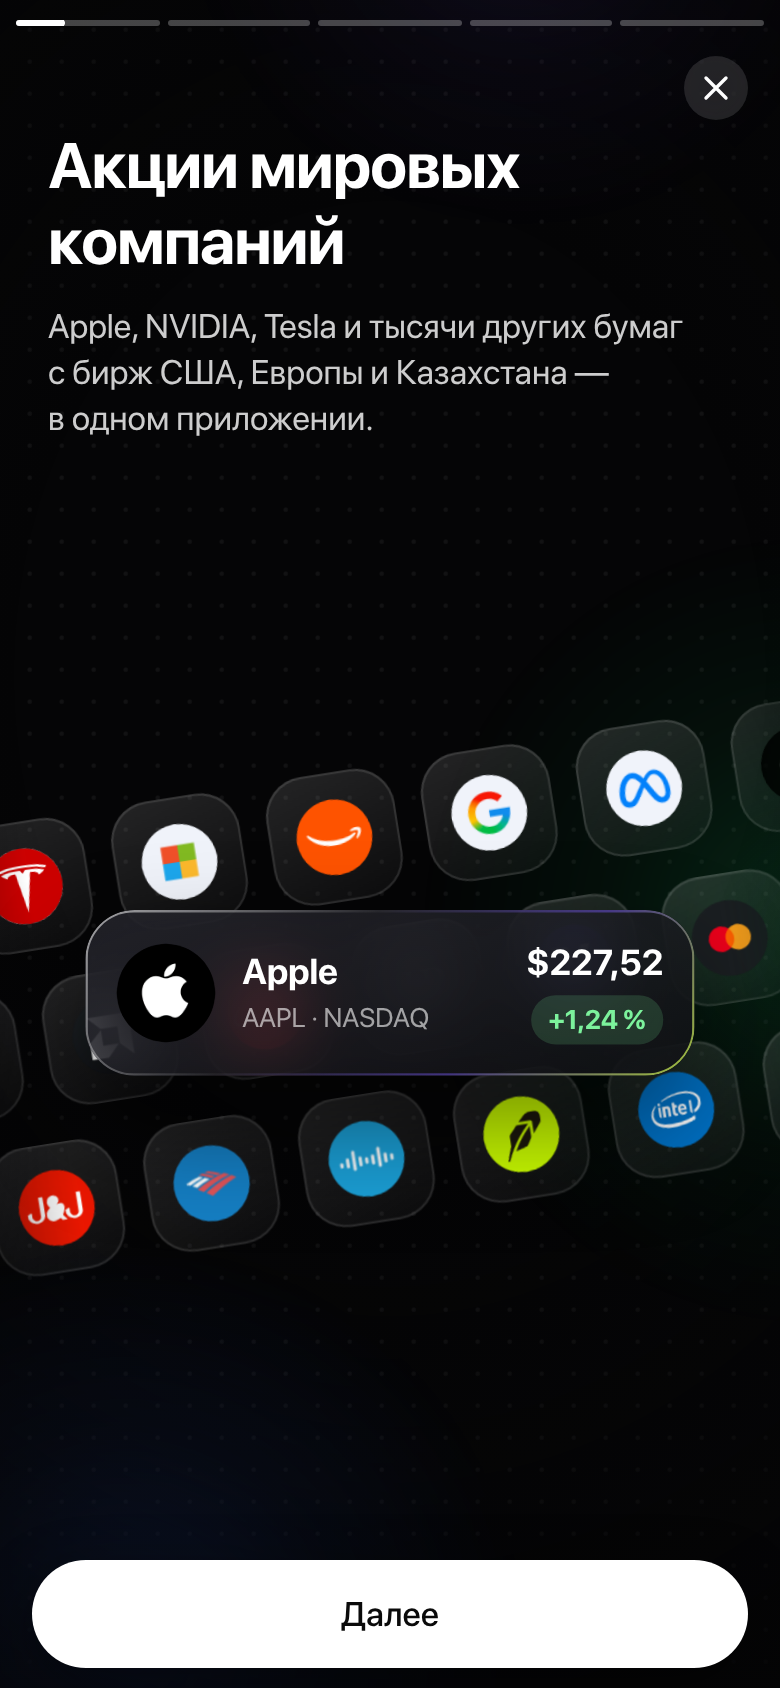 Акции мировых
компаний
Apple, NVIDIA, Tesla и тысячи других бумаг
с бирж США, Европы и Казахстана —
в одном приложении.
Apple
$227,52
AAPL · NASDAQ
+1,24 %
intel
J&J
Далее